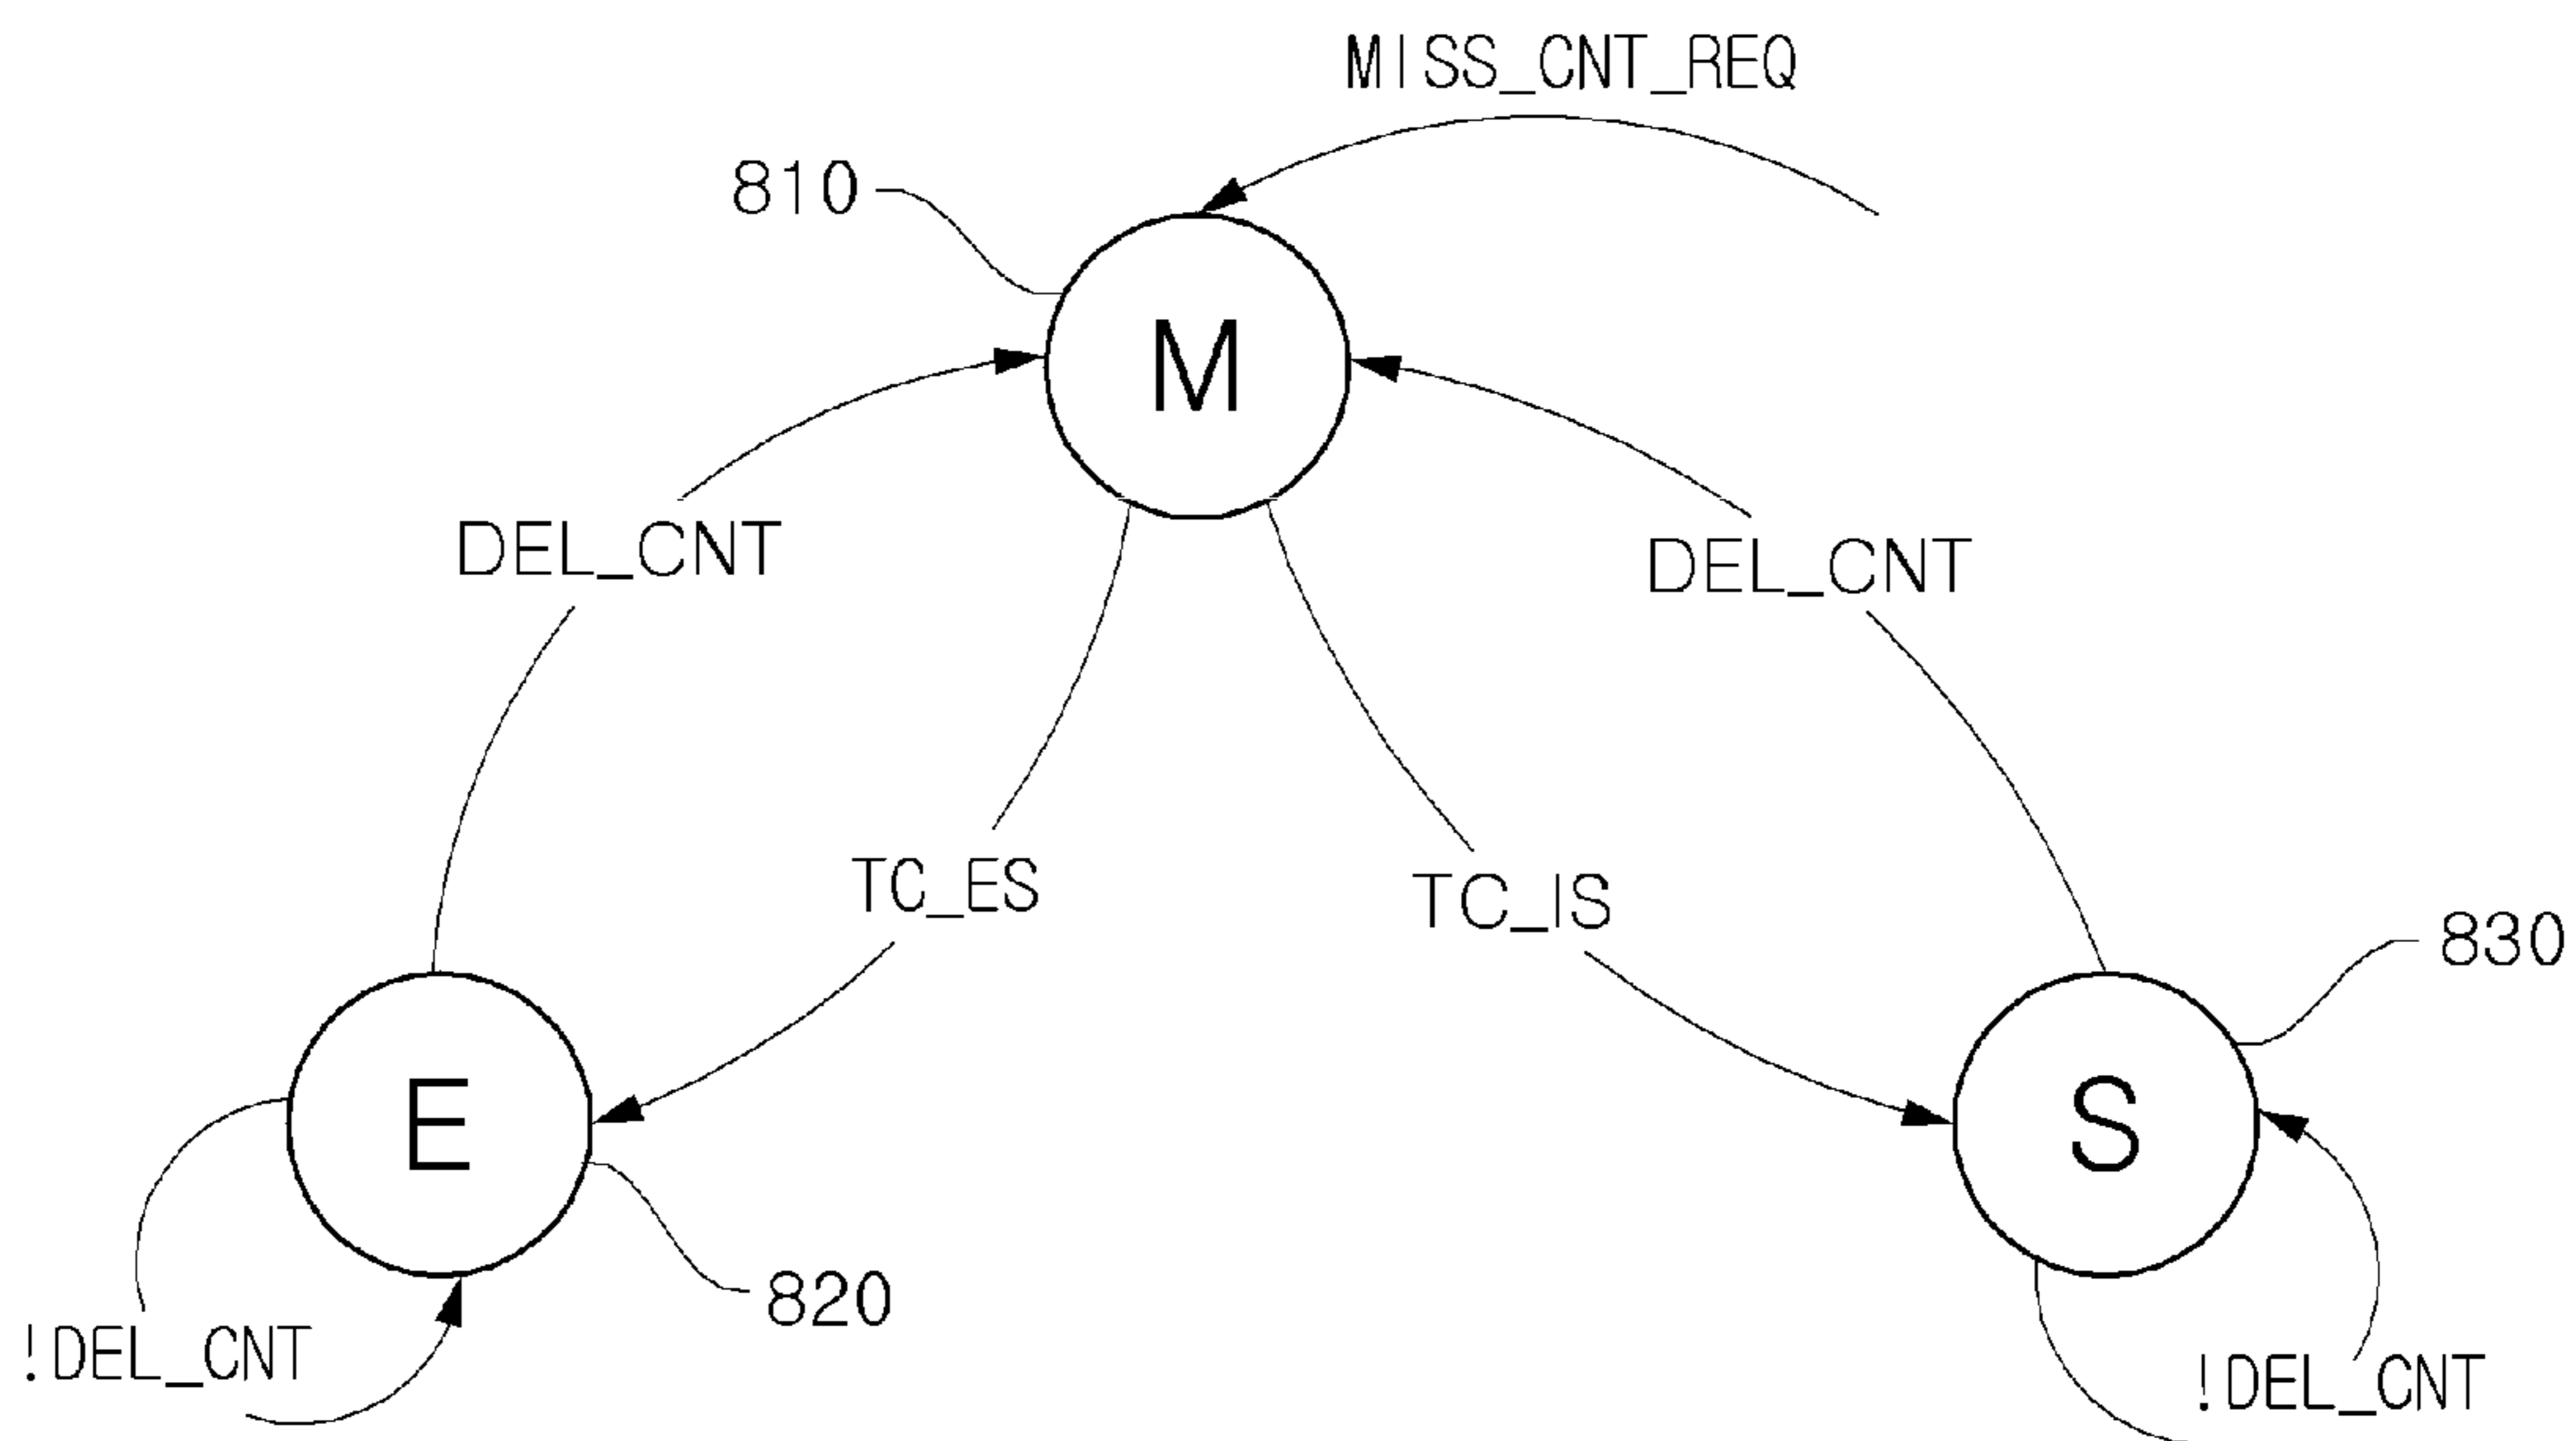 MISS_CNT_REQ
810
M
DEL_CNT
DEL_CNT
TC_ES
TC_IS
830
E
S
820
!DEL_CNT
!DEL_CNT